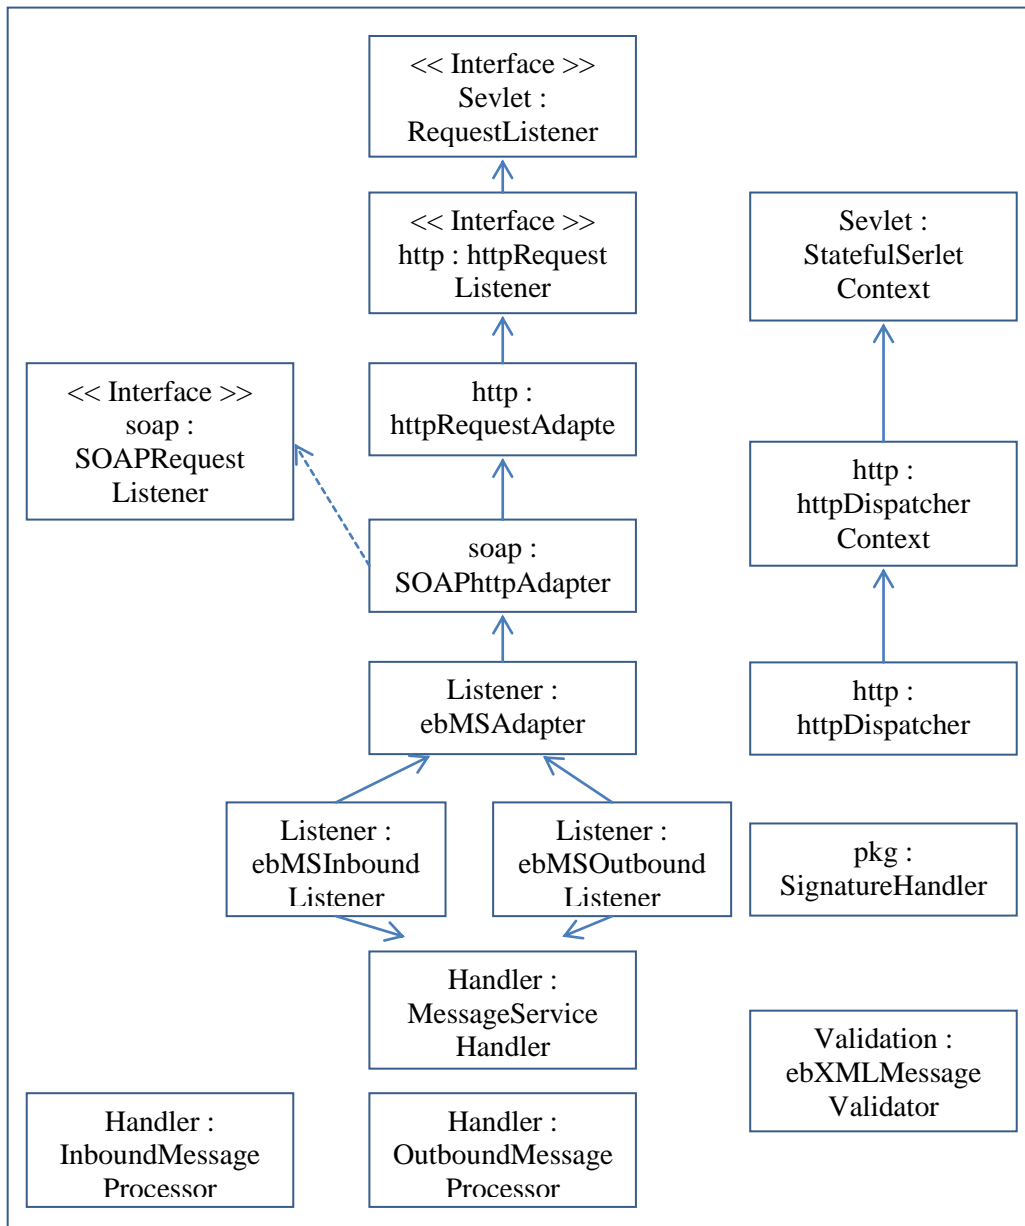 << Interface >>
Sevlet :
RequestListener
<< Interface >>
http : httpRequest
Listener
Sevlet :
StatefulSerlet
Context
<< Interface >>
soap :
SOAPRequest
Listener
http :
httpRequestAdapte
http :
httpDispatcher
Context
soap :
SOAPhttpAdapter
Listener :
ebMSAdapter
http :
httpDispatcher
Listener :
ebMSInbound
Listener
Listener :
ebMSOutbound
Listener
pkg :
SignatureHandler
Handler :
MessageService
Handler
Validation :
ebXMLMessage
Validator
Handler :
InboundMessage
Processor
Handler :
OutboundMessage
Processor